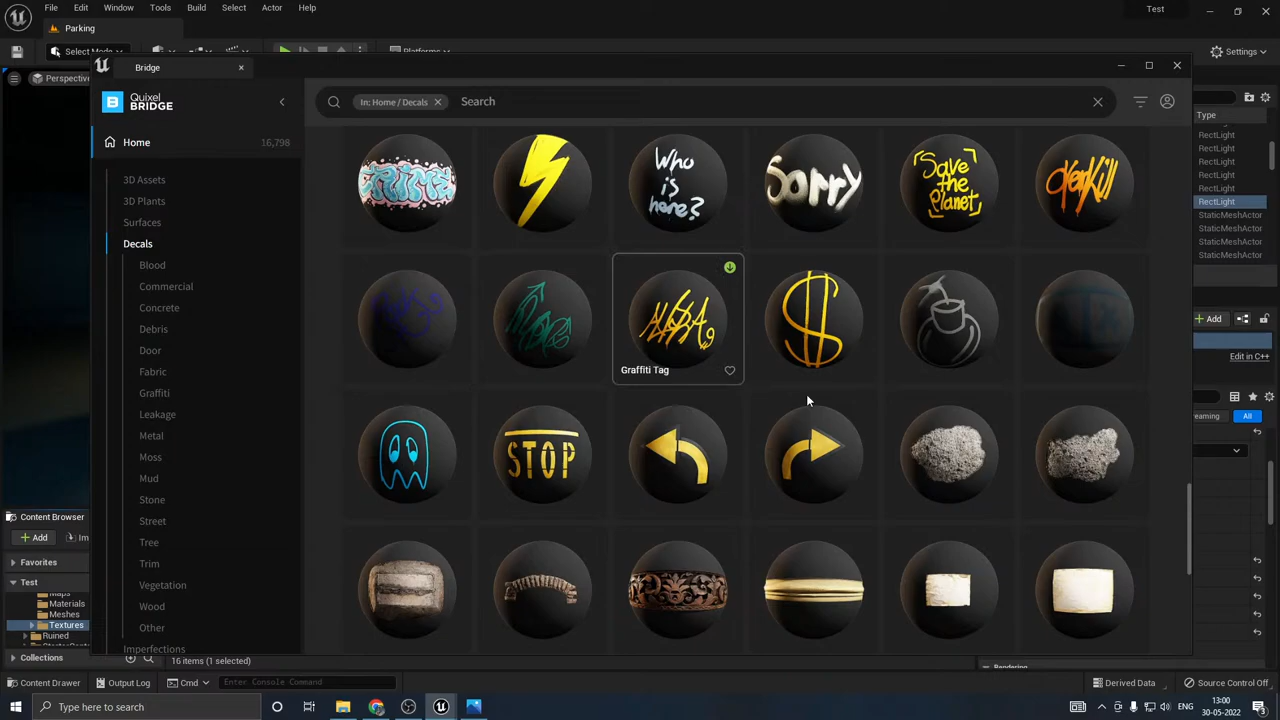 File Edit Window Tools Build Select Actor Help
Test
Parking
Select Mode
Platforms
Settings
Perspective
Bridge
Quixel
BRIDGE
In: Home / Decals
Search
Type
Home 16,798
3D Assets
3D Plants
Surfaces
Decals
Blood
Commercial
Concrete
Debris
Door
Fabric
Graffiti
Leakage
Metal
Moss
Mud
Stone
Street
Tree
Trim
Vegetation
Wood
Other
Imperfections
Who
is
here?
Sorry
Save
the
Planet
Graffiti Tag
$
STOP
RectLight
RectLight
RectLight
RectLight
RectLight
RectLight
StaticMeshActor
StaticMeshActor
StaticMeshActor
StaticMeshActor
Add
Edit in C++
All
Content Browser
Add
Favorites
Test
Maps
Materials
Meshes
Textures
Ruined
Collections
16 items (1 selected)
Rendering
Content Drawer
Output Log
Cmd
Enter Console Command
Derived Data
Source Control Off
Type here to search
13:00
30-05-2022
3